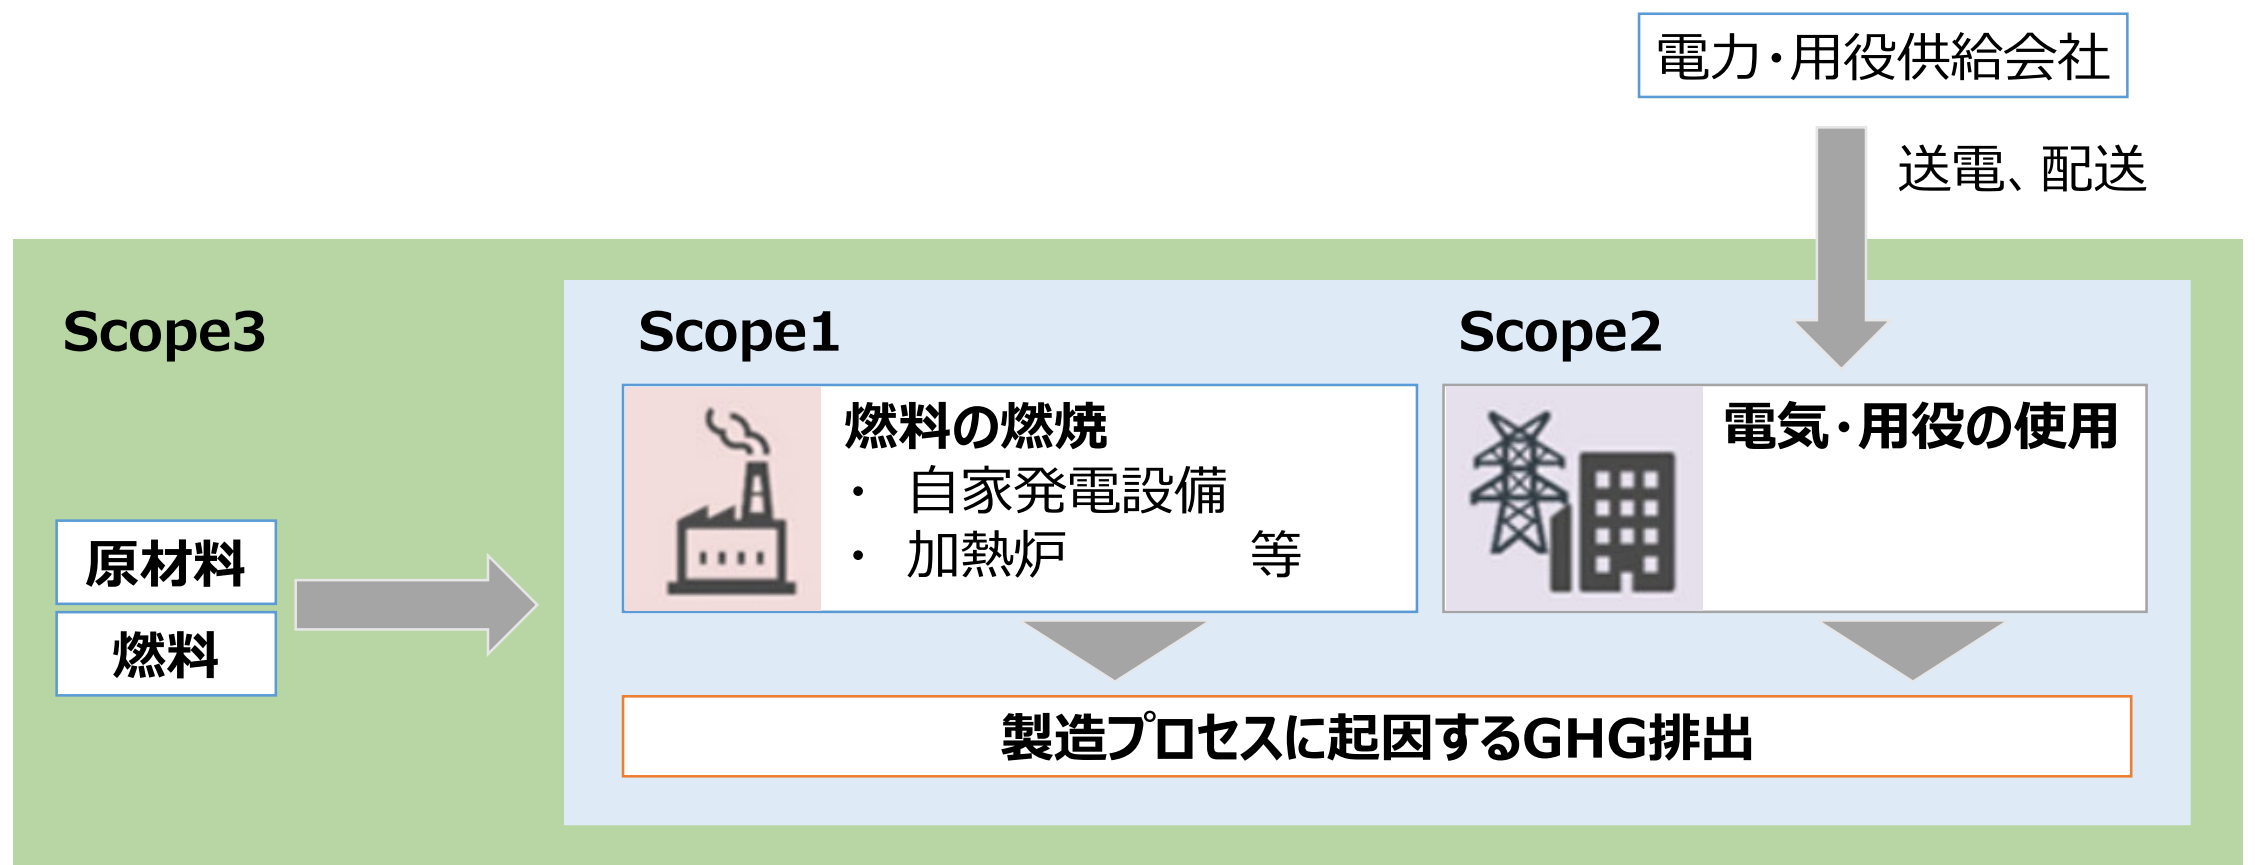 電力・用役供給会社
送電、配送
Scope3
Scope1
Scope2
燃料の燃焼
・ 自家発電設備
・ 加熱炉 等
電気・用役の使用
原材料
燃料
製造プロセスに起因するGHG排出